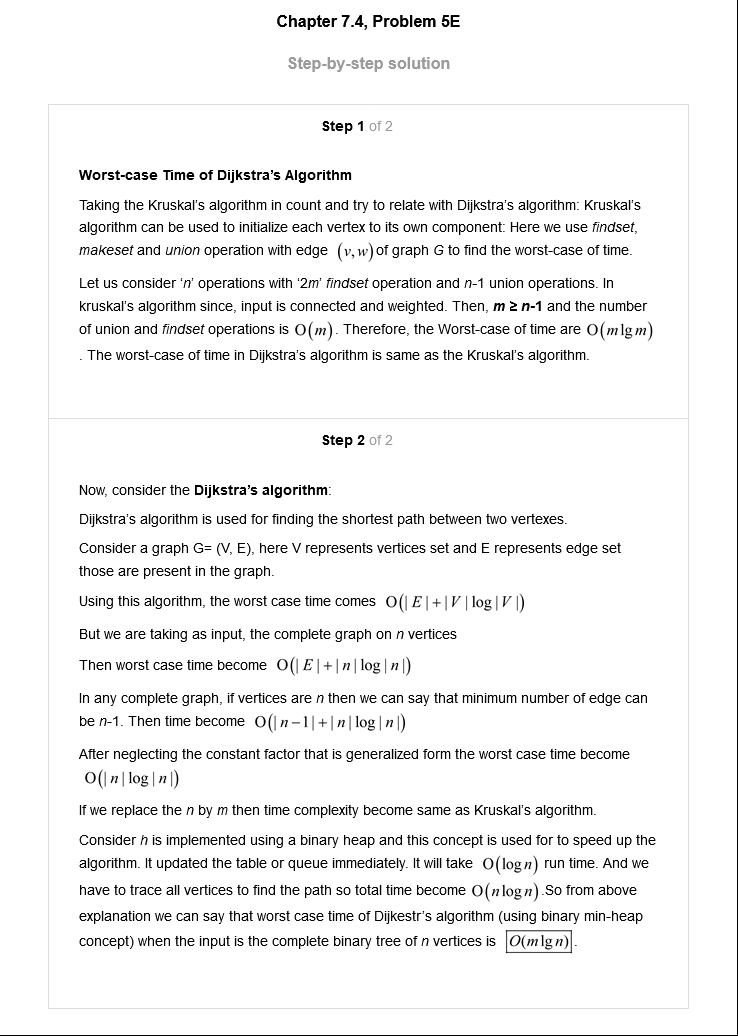 Chapter 7.4, Problem 5E
Step-by-step solution
Step 1 of 2
Worst-case Time of Dijkstra's Algorithm
Taking the Kruskal's algorithm in count and try to relate with Dijkstra's algorithm: Kruskal's
algorithm can be used to initialize each vertex to its own component: Here we use findset,
makeset and union operation with edge (v, w) of graph G to find the worst-case of time.
Let us consider 'n' operations with '2m' findset operation and n-1 union operations. In
kruskal's algorithm since, input is connected and weighted. Then, m ≥ n-1 and the number
of union and findset operations is O(m). Therefore, the Worst-case of time are O(m lg m)
. The worst-case of time in Dijkstra's algorithm is same as the Kruskal's algorithm.
Step 2 of 2
Now, consider the Dijkstra's algorithm:
Dijkstra's algorithm is used for finding the shortest path between two vertexes.
Consider a graph G= (V, E), here V represents vertices set and E represents edge set
those are present in the graph.
Using this algorithm, the worst case time comes O(| E | + | V | log | V |)
But we are taking as input, the complete graph on n vertices
Then worst case time become O(| E | + | n | log | n |)
In any complete graph, if vertices are n then we can say that minimum number of edge can
be n-1. Then time become O(| n – 1 | + | n | log | n |)
After neglecting the constant factor that is generalized form the worst case time become
O(| n | log | n |)
If we replace the n by m then time complexity become same as Kruskal's algorithm.
Consider h is implemented using a binary heap and this concept is used for to speed up the
algorithm. It updated the table or queue immediately. It will take O(log n) run time. And we
have to trace all vertices to find the path so total time become O(n log n).So from above
explanation we can say that worst case time of Dijkestr's algorithm (using binary min-heap
concept) when the input is the complete binary tree of n vertices is O(m lg n).